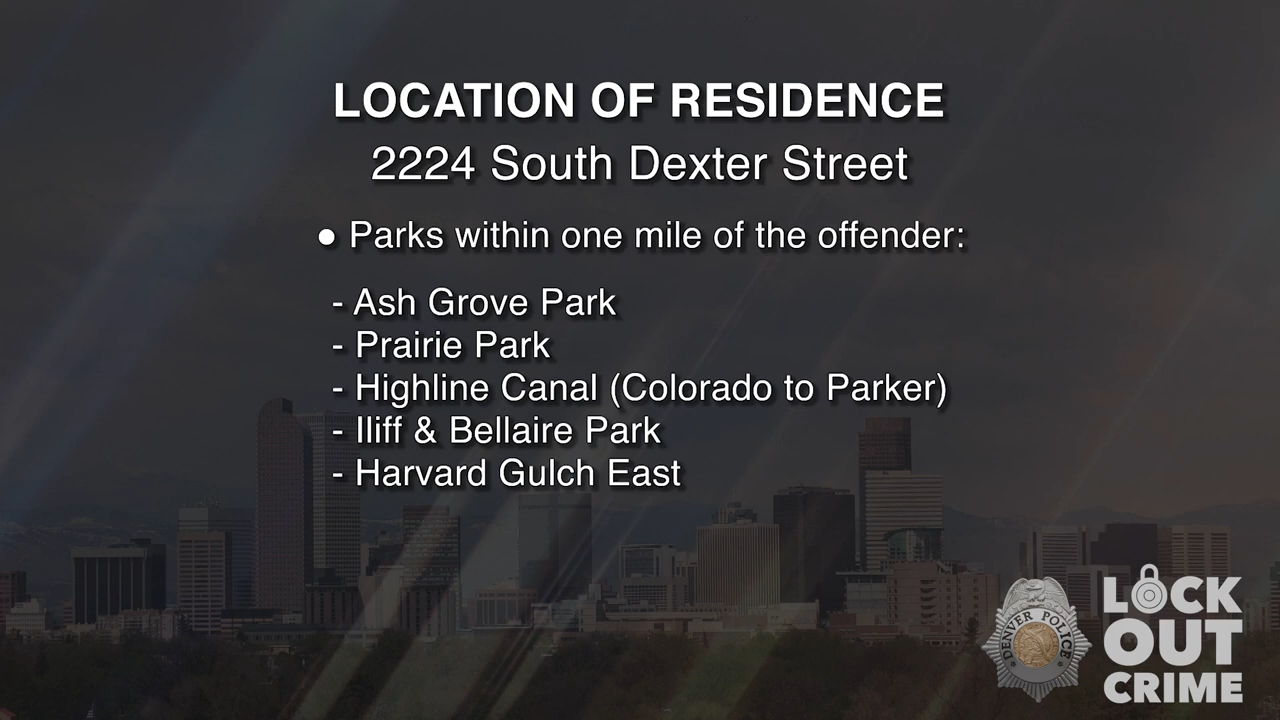 LOCATION OF RESIDENCE
2224 South Dexter Street
● Parks within one mile of the offender:
- Ash Grove Park
- Prairie Park
- Highline Canal (Colorado to Parker)
- Iliff & Bellaire Park
- Harvard Gulch East
DENVER POLICE
LOCK
OUT
CRIME